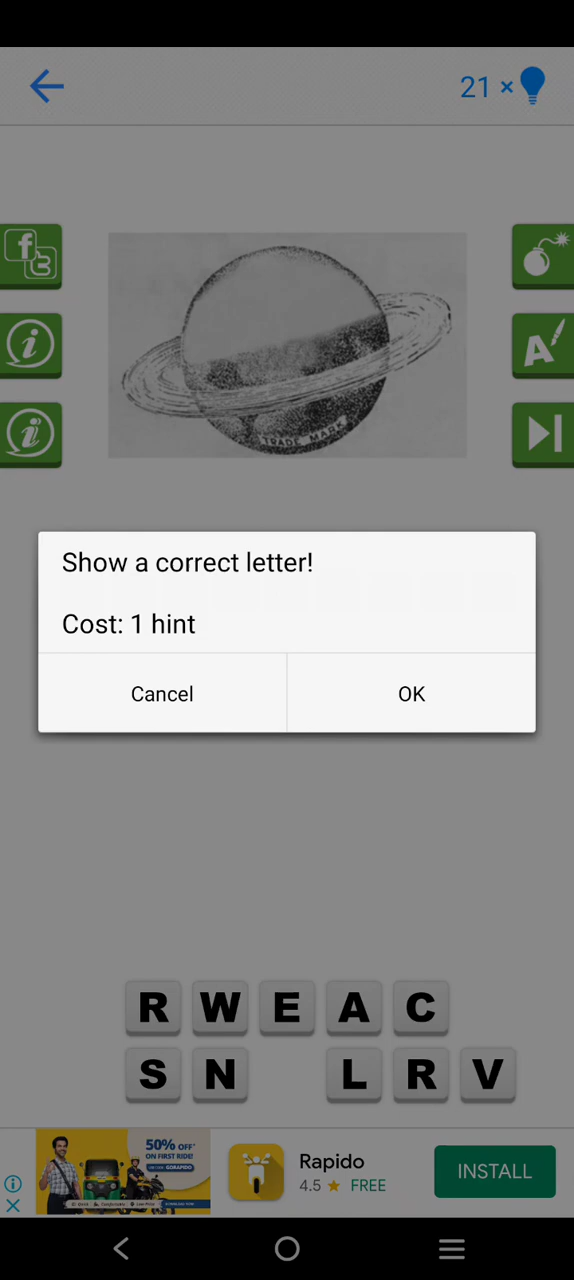 21 ×
f
t
i
i
A
TRADE MARK
Show a correct letter!
Cost: 1 hint
Cancel
OK
R W E A C
S N L R V
50% OFF*
ON FIRST RIDE!
Rapido
4.5 ★ FREE
INSTALL